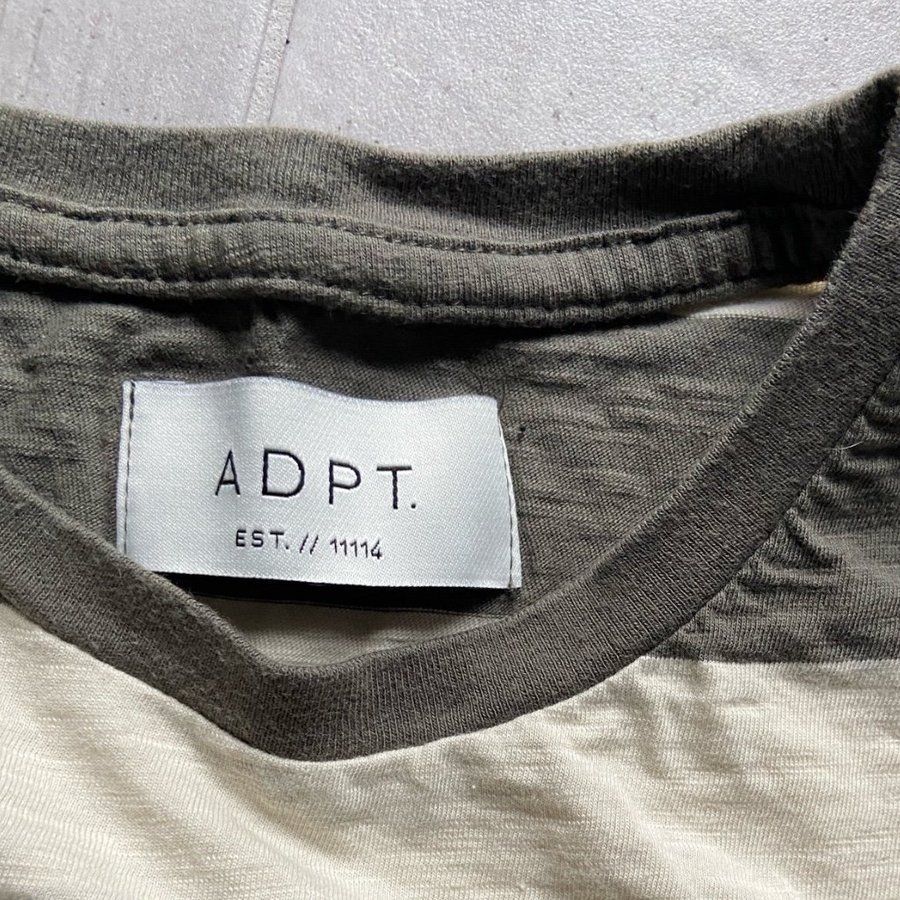 ADPT.
EST. // 11114